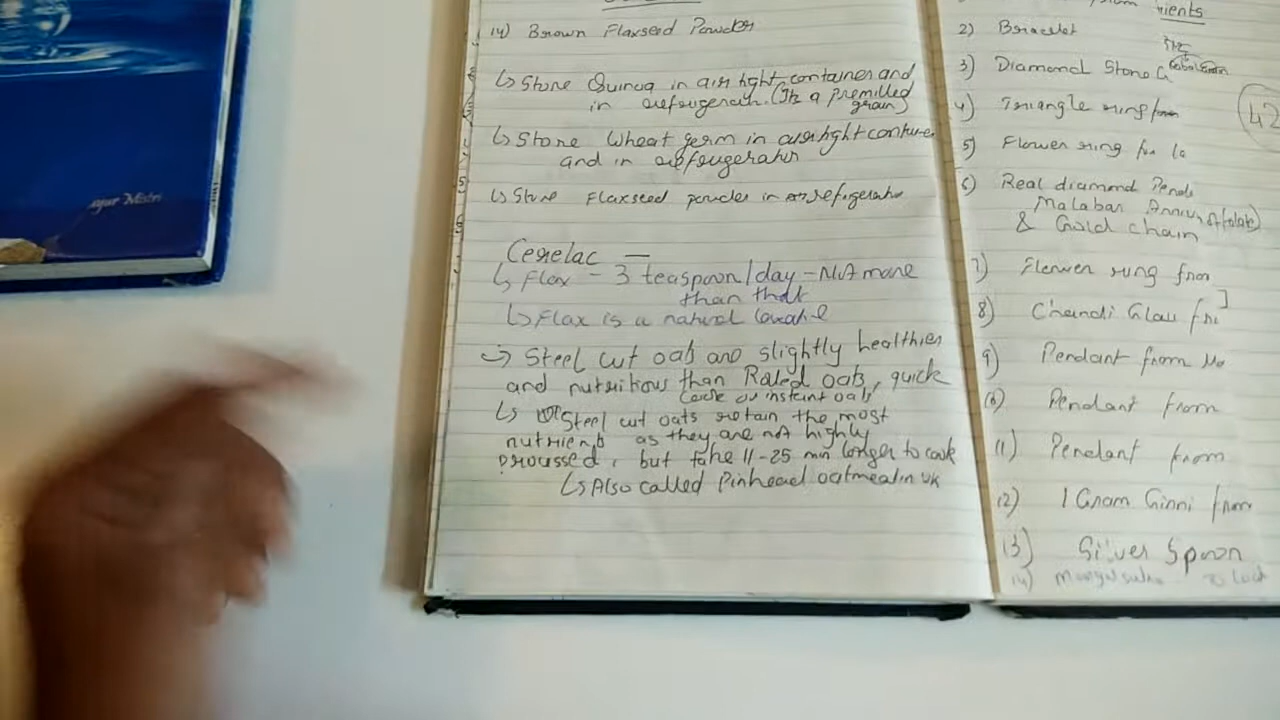 14) Brown Flaxseed Powder
↳ Store Quinoa in air tight container and
in refrigerator. (Its a premilled
grain)
↳ Store Wheat germ in air tight container
and in refrigerator
↳ Store Flaxseed powder in refrigerator
Cerelac —
↳ Flax - 3 teaspoon/day - Not more
than that
↳ Flax is a natural laxative
→ Steel cut oats are slightly healthier
and nutritious than Rolled oats, quick
cook or instant oats
↳ Steel cut oats retain the most
nutrients as they are not highly
processed, but take 11-25 min longer to cook
↳ Also called Pinhead oatmeal in UK
2) Bracelet
3) Diamond Stone
4) Triangle ring from
5) Flower ring
6) Real diamond
Malabar
& Gold chain
7) Flower ring from
8) Chandi Glass
9) Pendant from
10) Pendant from
11) Pendant from
12) 1 Gram Ginni from
13) Silver Spoon
14)
42
Mistri